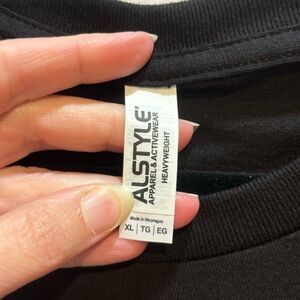 ALSTYLE®
APPAREL & ACTIVEWEAR
HEAVYWEIGHT
Made in Nicaragua
XL | TG | EG